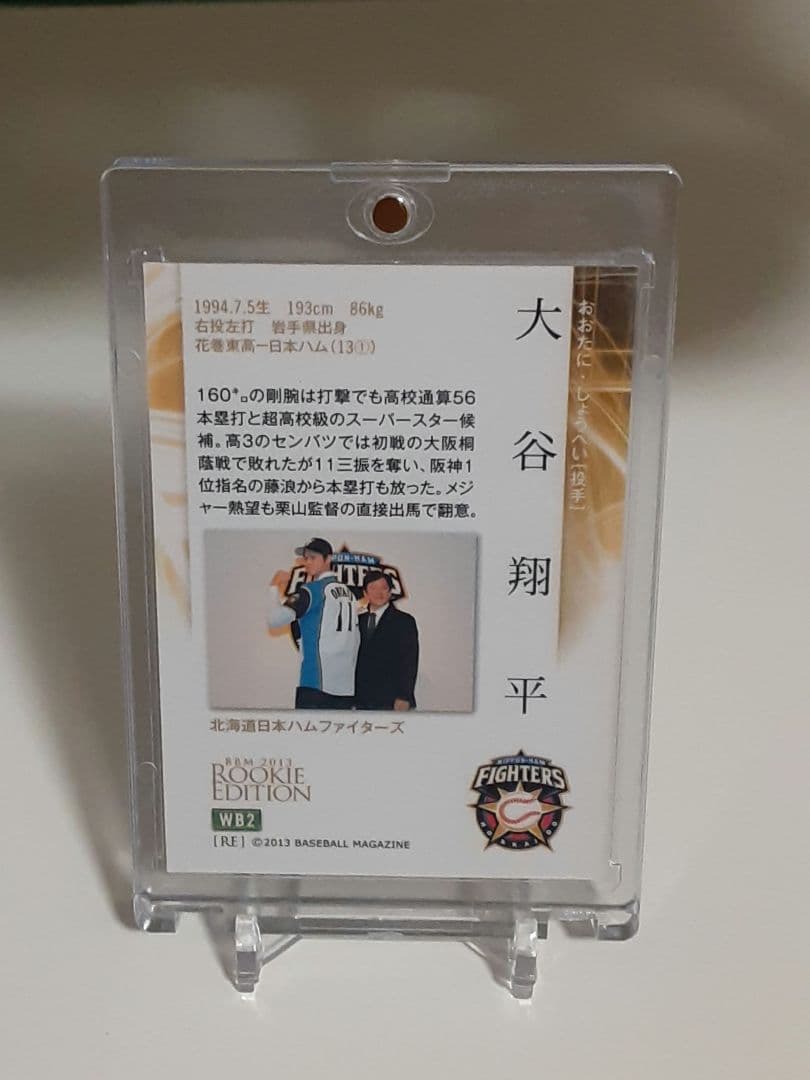 1994.7.5生 193cm 86kg
右投左打 岩手県出身
花巻東高ー日本ハム(13①)
160㌔の剛腕は打撃でも高校通算56
本塁打と超高校級のスーパースター候
補。高3のセンバツでは初戦の大阪桐
蔭戦で敗れたが11三振を奪い、阪神1
位指名の藤浪から本塁打も放った。メジ
ャー熱望も栗山監督の直接出馬で翻意。
大谷翔平
おおたに・しょうへい[投手]
NIPPON-HAM
FIGHTERS
OHTANI
11
北海道日本ハムファイターズ
BBM 2013
ROOKIE
EDITION
WB2
[RE] ©2013 BASEBALL MAGAZINE
NIPPON-HAM
FIGHTERS
HOKKAIDO